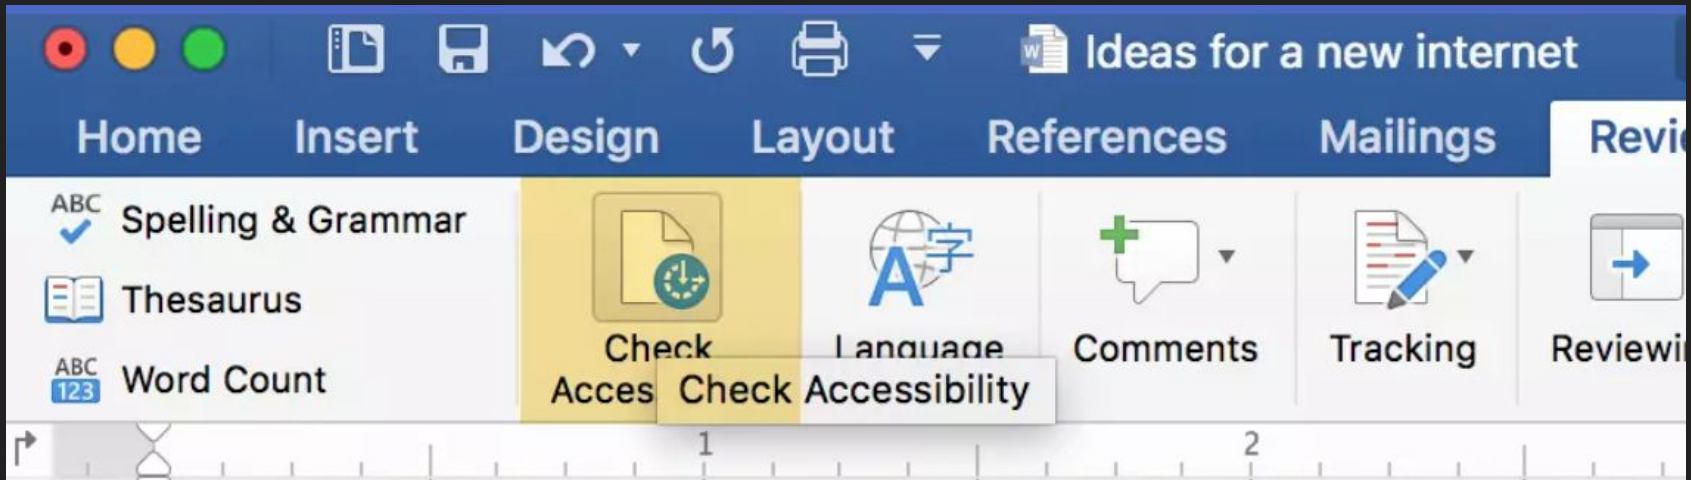 Ideas for a new internet
Home Insert Design Layout References Mailings
ABC Spelling & Grammar
Thesaurus
ABC 123 Word Count
Check
Language
Comments
Tracking
Check Accessibility
1 2